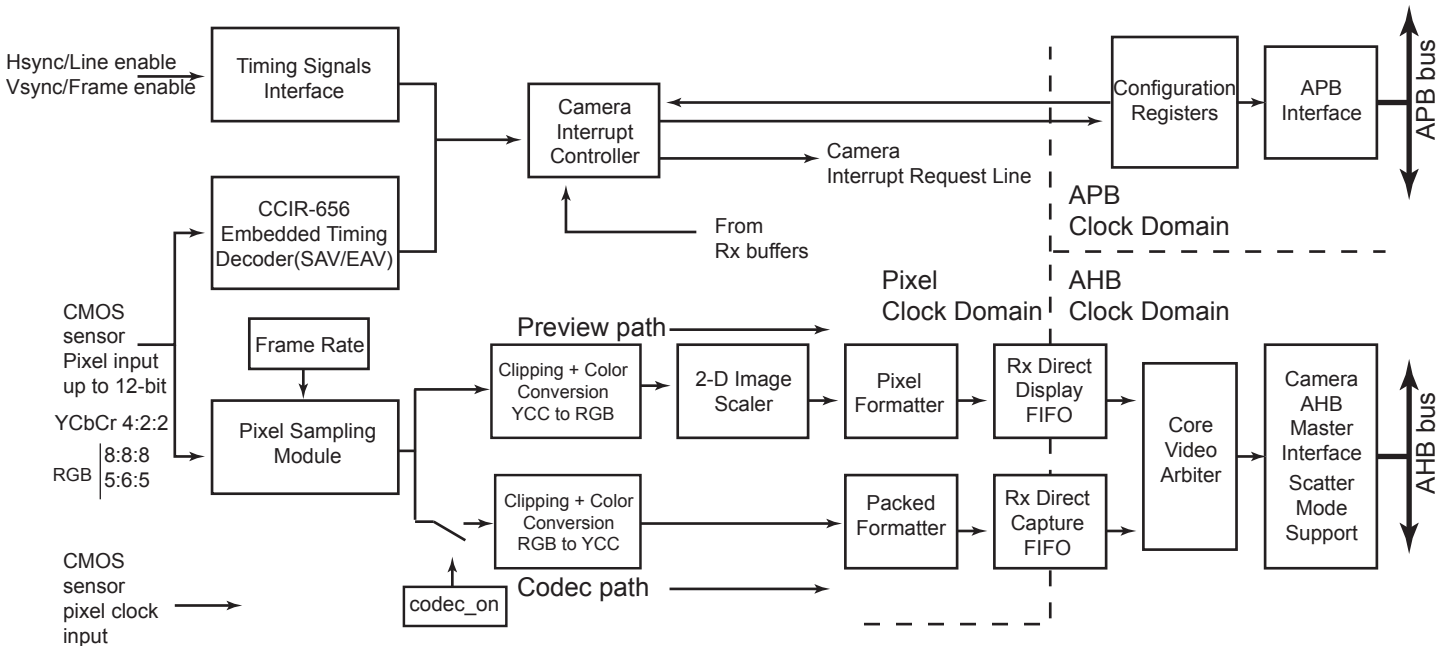 Hsync/Line enable
Vsync/Frame enable
Timing Signals
Interface
Camera
Interrupt
Controller
Configuration
Registers
APB
Interface
APB bus
Camera
Interrupt Request Line
CCIR-656
Embedded Timing
Decoder(SAV/EAV)
From
Rx buffers
APB
Clock Domain
Pixel
Clock Domain
AHB
Clock Domain
CMOS
sensor
Pixel input
up to 12-bit
YCbCr 4:2:2
RGB
8:8:8
5:6:5
Frame Rate
Pixel Sampling
Module
Preview path
Clipping + Color
Conversion
YCC to RGB
2-D Image
Scaler
Pixel
Formatter
Rx Direct
Display
FIFO
Core
Video
Arbiter
Camera
AHB
Master
Interface
Scatter
Mode
Support
AHB bus
Clipping + Color
Conversion
RGB to YCC
Packed
Formatter
Rx Direct
Capture
FIFO
Codec path
codec_on
CMOS
sensor
pixel clock
input